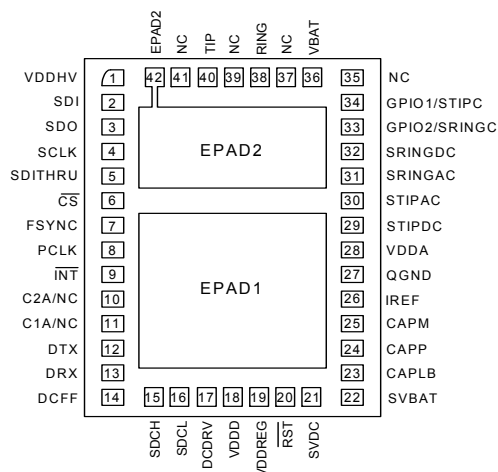 EPAD2 NC TIP NC RING NC VBAT
42 41 40 39 38 37 36
VDDHV 1 35 NC
SDI 2 34 GPIO1/STIPC
SDO 3 33 GPIO2/SRINGC
SCLK 4 EPAD2 32 SRINGDC
SDITHRU 5 31 SRINGAC
CS 6 30 STIPAC
FSYNC 7 29 STIPDC
PCLK 8 28 VDDA
INT 9 EPAD1 27 QGND
C2A/NC 10 26 IREF
C1A/NC 11 25 CAPM
DTX 12 24 CAPP
DRX 13 23 CAPLB
DCFF 14 22 SVBAT
15 16 17 18 19 20 21
SDCH SDCL DCDRV VDDD VDDREG RST SVDC